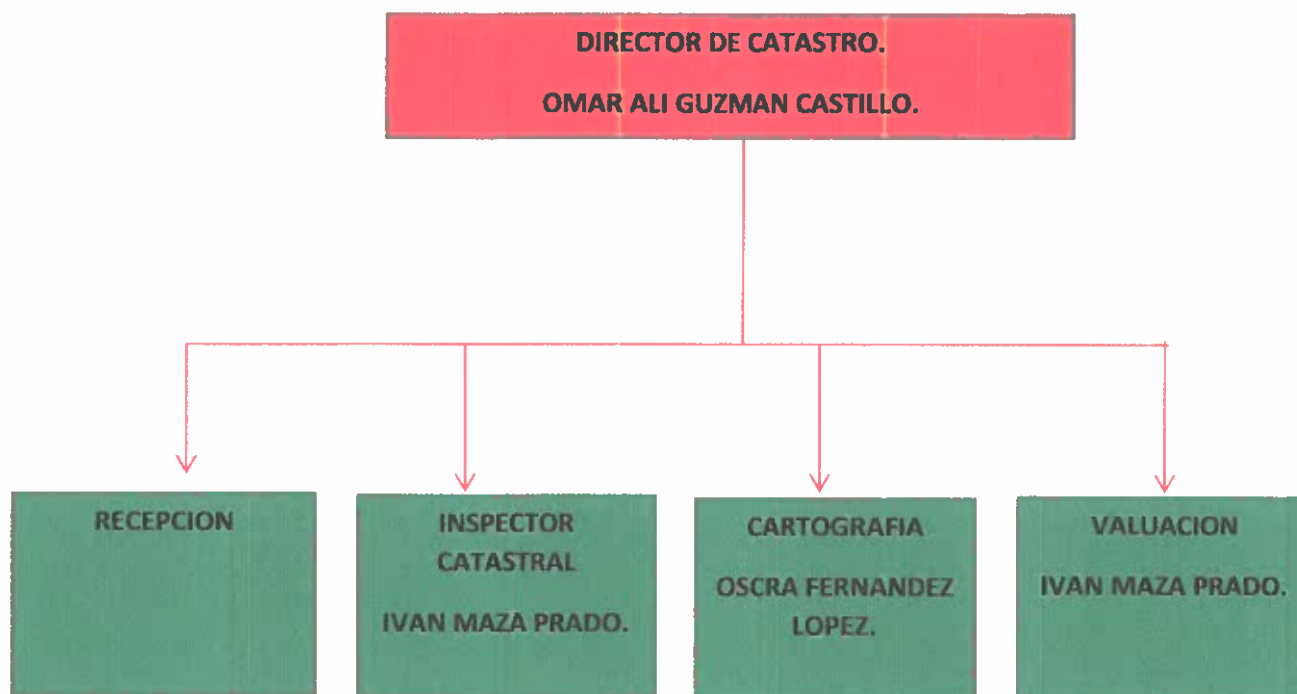 DIRECTOR DE CATASTRO.
OMAR ALI GUZMAN CASTILLO.
RECEPCION
INSPECTOR
CATASTRAL
IVAN MAZA PRADO.
CARTOGRAFIA
OSCRA FERNANDEZ
LOPEZ.
VALUACION
IVAN MAZA PRADO.